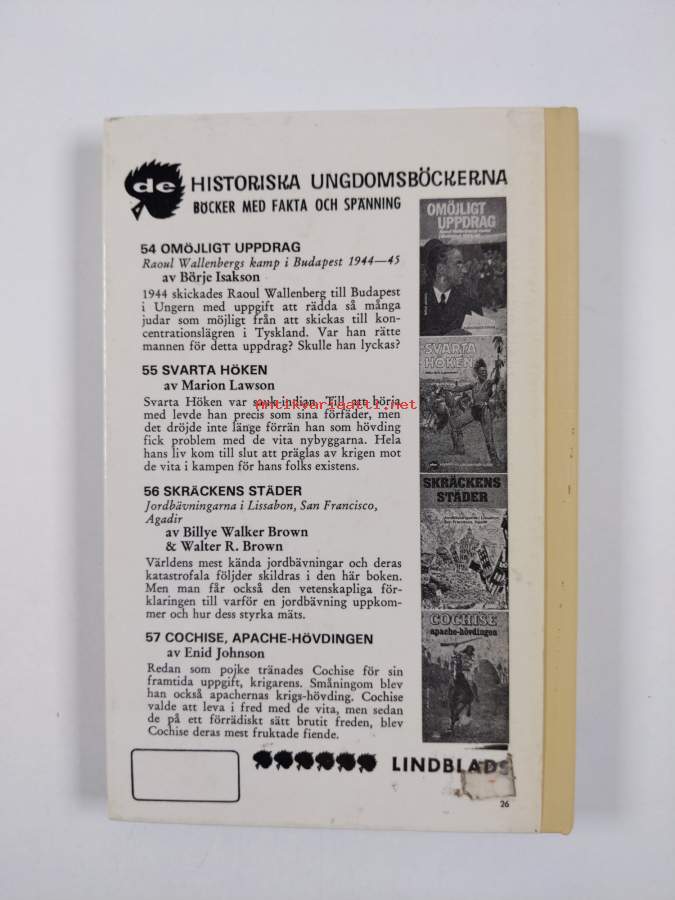 de HISTORISKA UNGDOMSBÖCKERNA
BÖCKER MED FAKTA OCH SPÄNNING
54 OMÖJLIGT UPPDRAG
Raoul Wallenbergs kamp i Budapest 1944—45
av Börje Isakson
1944 skickades Raoul Wallenberg till Budapest
i Ungern med uppgift att rädda så många
judar som möjligt från att skickas till kon-
centrationslägren i Tyskland. Var han rätte
mannen för detta uppdrag? Skulle han lyckas?
55 SVARTA HÖKEN
av Marion Lawson
Svarta Höken var sauk-indian. Till att börja
med levde han precis som sina förfäder, men
det dröjde inte länge förrän han som hövding
fick problem med de vita nybyggarna. Hela
hans liv kom till slut att präglas av krigen mot
de vita i kampen för hans folks existens.
56 SKRÄCKENS STÄDER
Jordbävningarna i Lissabon, San Francisco,
Agadir
av Billye Walker Brown
& Walter R. Brown
Världens mest kända jordbävningar och deras
katastrofala följder skildras i den här boken.
Men man får också den vetenskapliga för-
klaringen till varför en jordbävning uppkom-
mer och hur dess styrka mäts.
57 COCHISE, APACHE-HÖVDINGEN
av Enid Johnson
Redan som pojke tränades Cochise för sin
framtida uppgift, krigarens. Småningom blev
han också apachernas krigs-hövding. Cochise
valde att leva i fred med de vita, men sedan
de på ett förrädiskt sätt brutit freden, blev
Cochise deras mest fruktade fiende.
OMÖJLIGT
UPPDRAG
SVARTA
HÖKEN
SKRÄCKENS
STÄDER
COCHISE
apache-hövdingen
LINDBLADS
26
Antikvariaatti.net